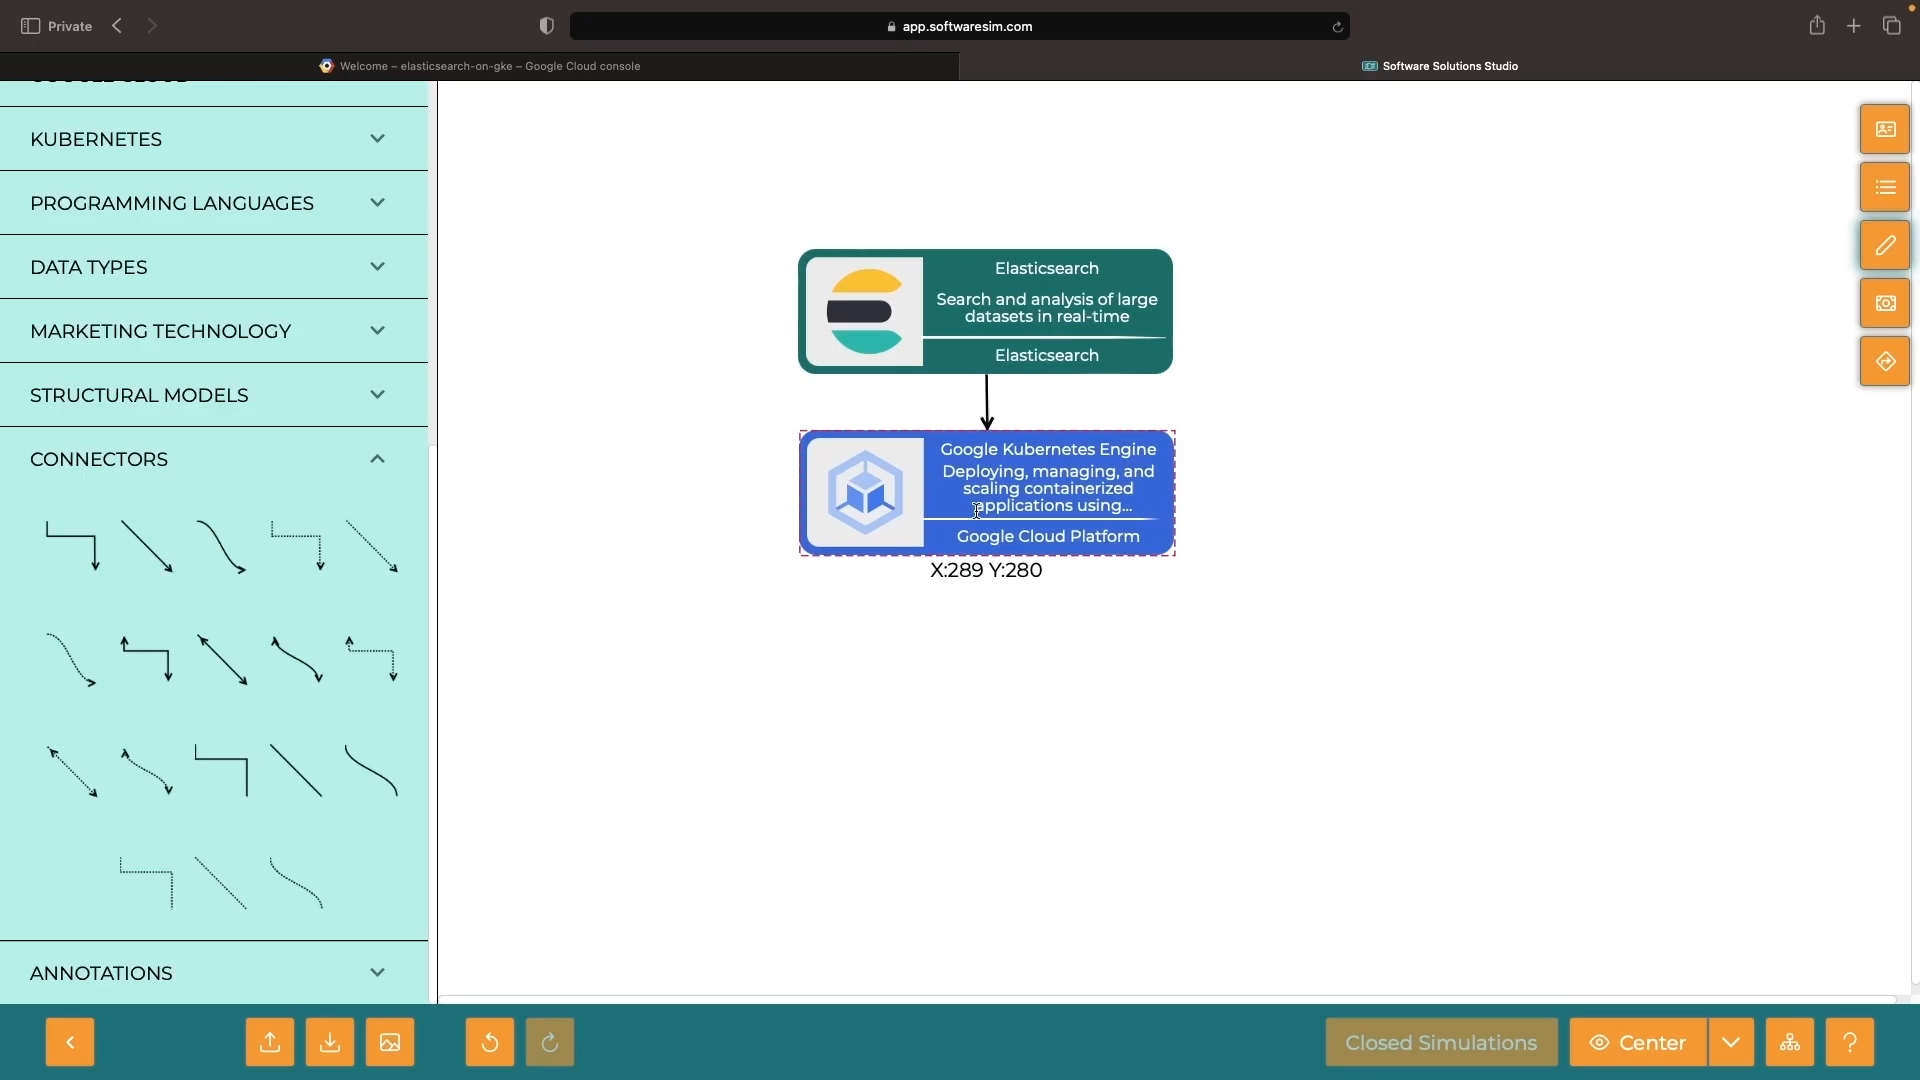 Private
app.softwaresim.com
Welcome – elasticsearch-on-gke – Google Cloud console
Software Solutions Studio
KUBERNETES
PROGRAMMING LANGUAGES
DATA TYPES
MARKETING TECHNOLOGY
STRUCTURAL MODELS
CONNECTORS
ANNOTATIONS
Elasticsearch
Search and analysis of large
datasets in real-time
Elasticsearch
Google Kubernetes Engine
Deploying, managing, and
scaling containerized
applications using...
Google Cloud Platform
X:289 Y:280
Closed Simulations
Center